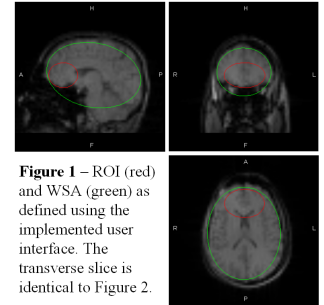 H
H
A
P
R
L
F
F
Figure 1 – ROI (red)
and WSA (green) as
defined using the
implemented user
interface. The
transverse slice is
identical to Figure 2.
A
R
L
P